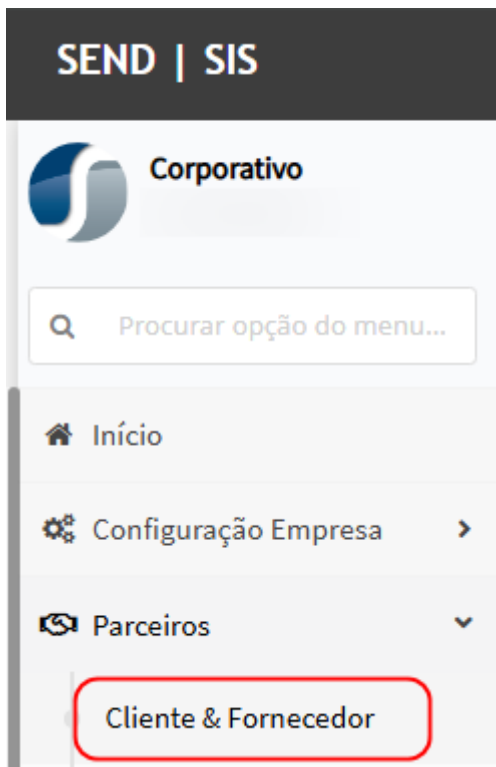 SEND | SIS
Corporativo
Procurar opção do menu...
Início
Configuração Empresa
Parceiros
Cliente & Fornecedor